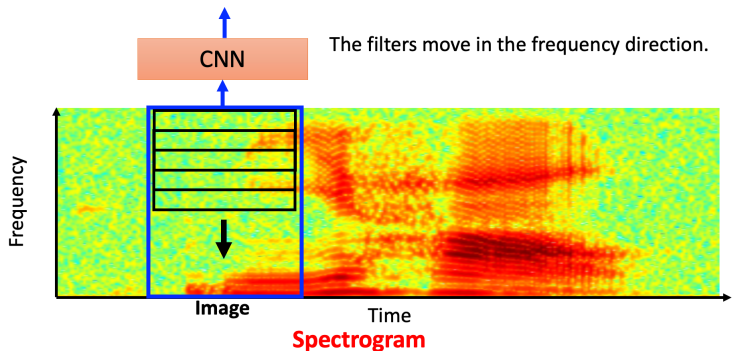 CNN
The filters move in the frequency direction.
Frequency
Image
Time
Spectrogram